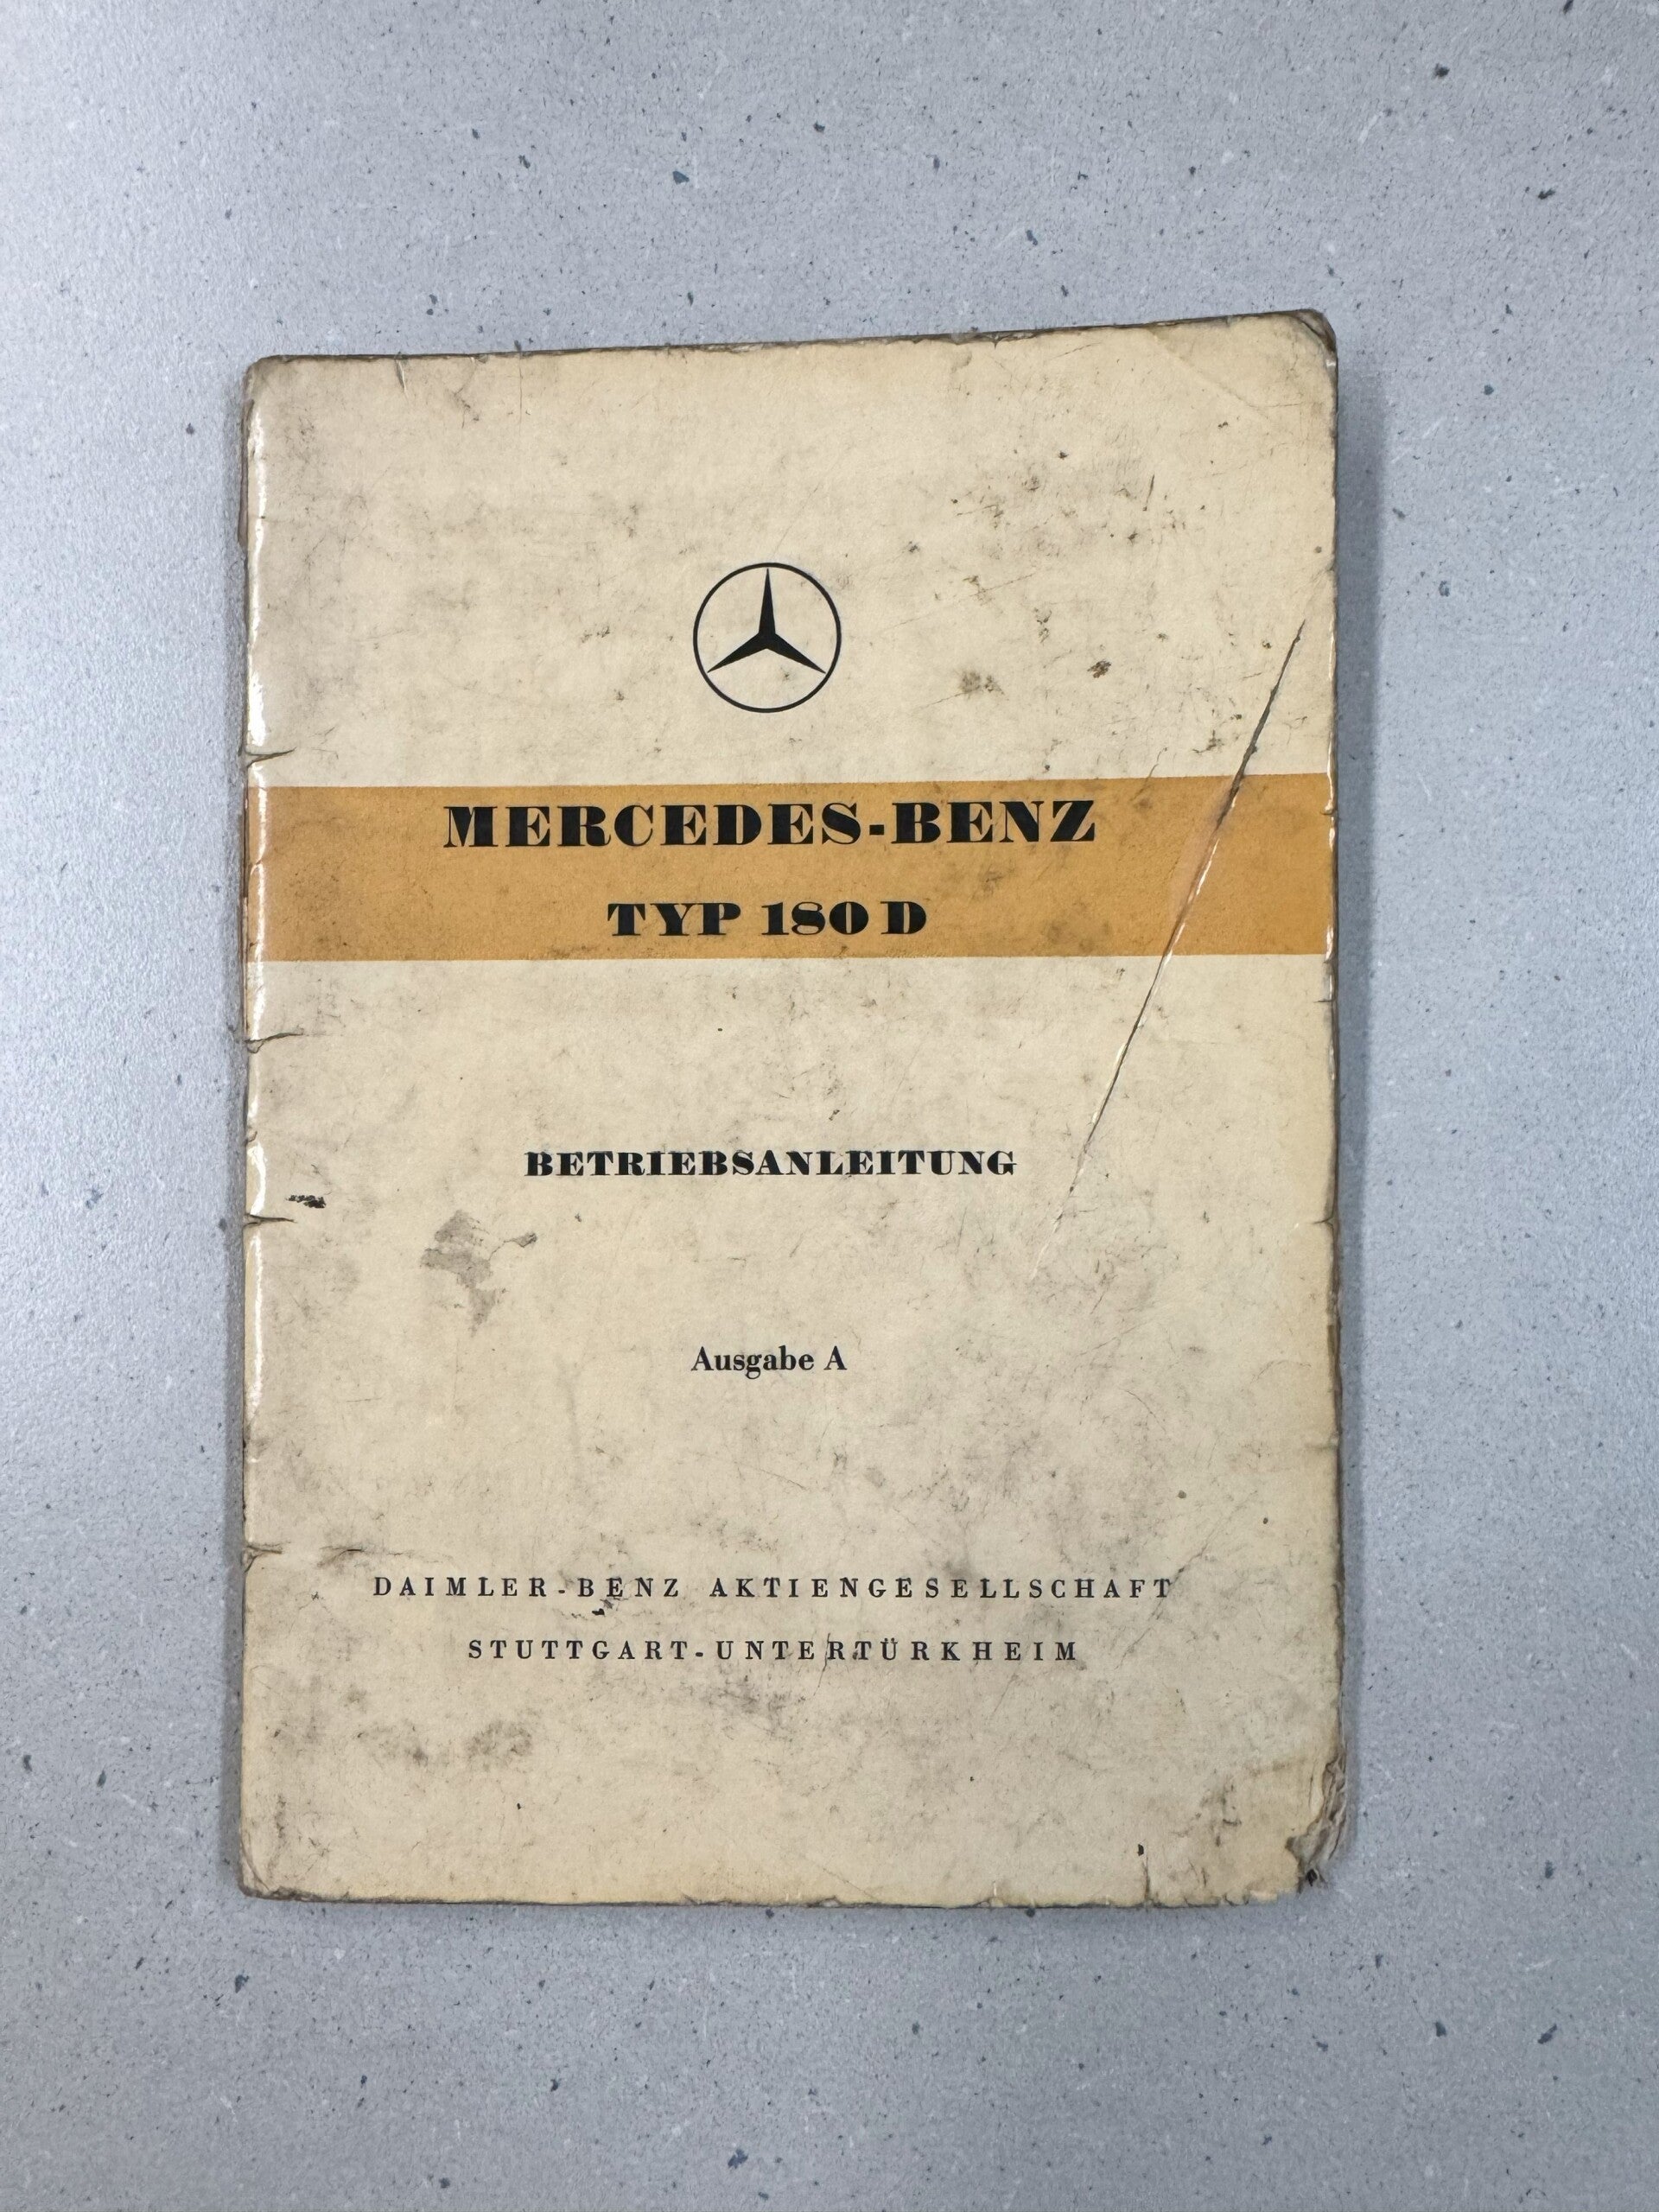 MERCEDES-BENZ
TYP 180 D
BETRIEBSANLEITUNG
Ausgabe A
DAIMLER-BENZ AKTIENGESELLSCHAFT
STUTTGART-UNTERTÜRKHEIM